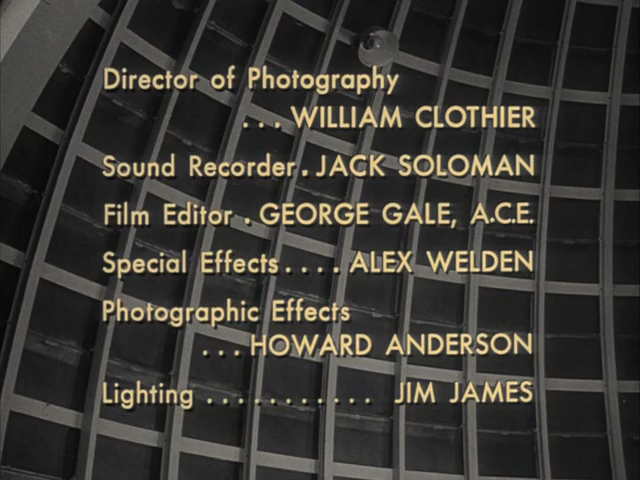 Director of Photography
... WILLIAM CLOTHIER
Sound Recorder . JACK SOLOMAN
Film Editor . GEORGE GALE, A.C.E.
Special Effects .... ALEX WELDEN
Photographic Effects
... HOWARD ANDERSON
Lighting ........... JIM JAMES